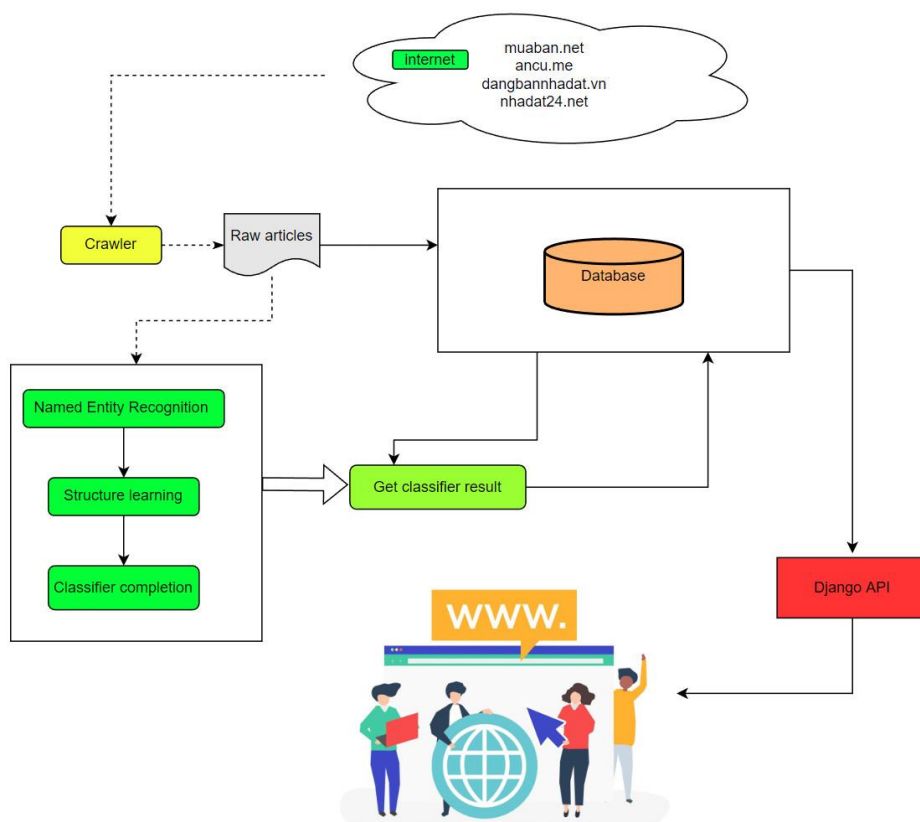 internet
muaban.net
ancu.me
dangbannhadat.vn
nhadat24.net
Crawler
Raw articles
Database
Named Entity Recognition
Structure learning
Classifier completion
Get classifier result
Django API
www.